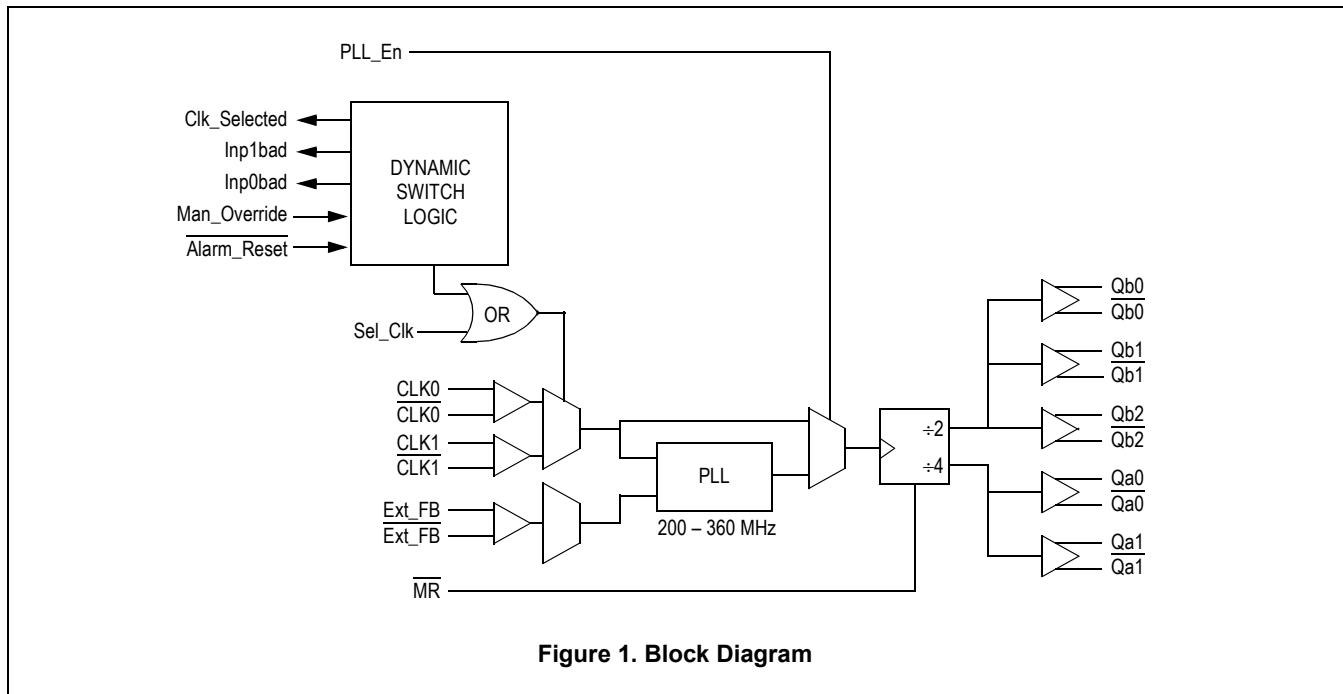 PLL_En
Clk_Selected
Inp1bad
Inp0bad
Man_Override
Alarm_Reset
DYNAMIC
SWITCH
LOGIC
OR
Sel_Clk
CLK0
CLK0
CLK1
CLK1
Ext_FB
Ext_FB
MR
PLL
200 – 360 MHz
÷2
÷4
Qb0
Qb0
Qb1
Qb1
Qb2
Qb2
Qa0
Qa0
Qa1
Qa1
Figure 1. Block Diagram